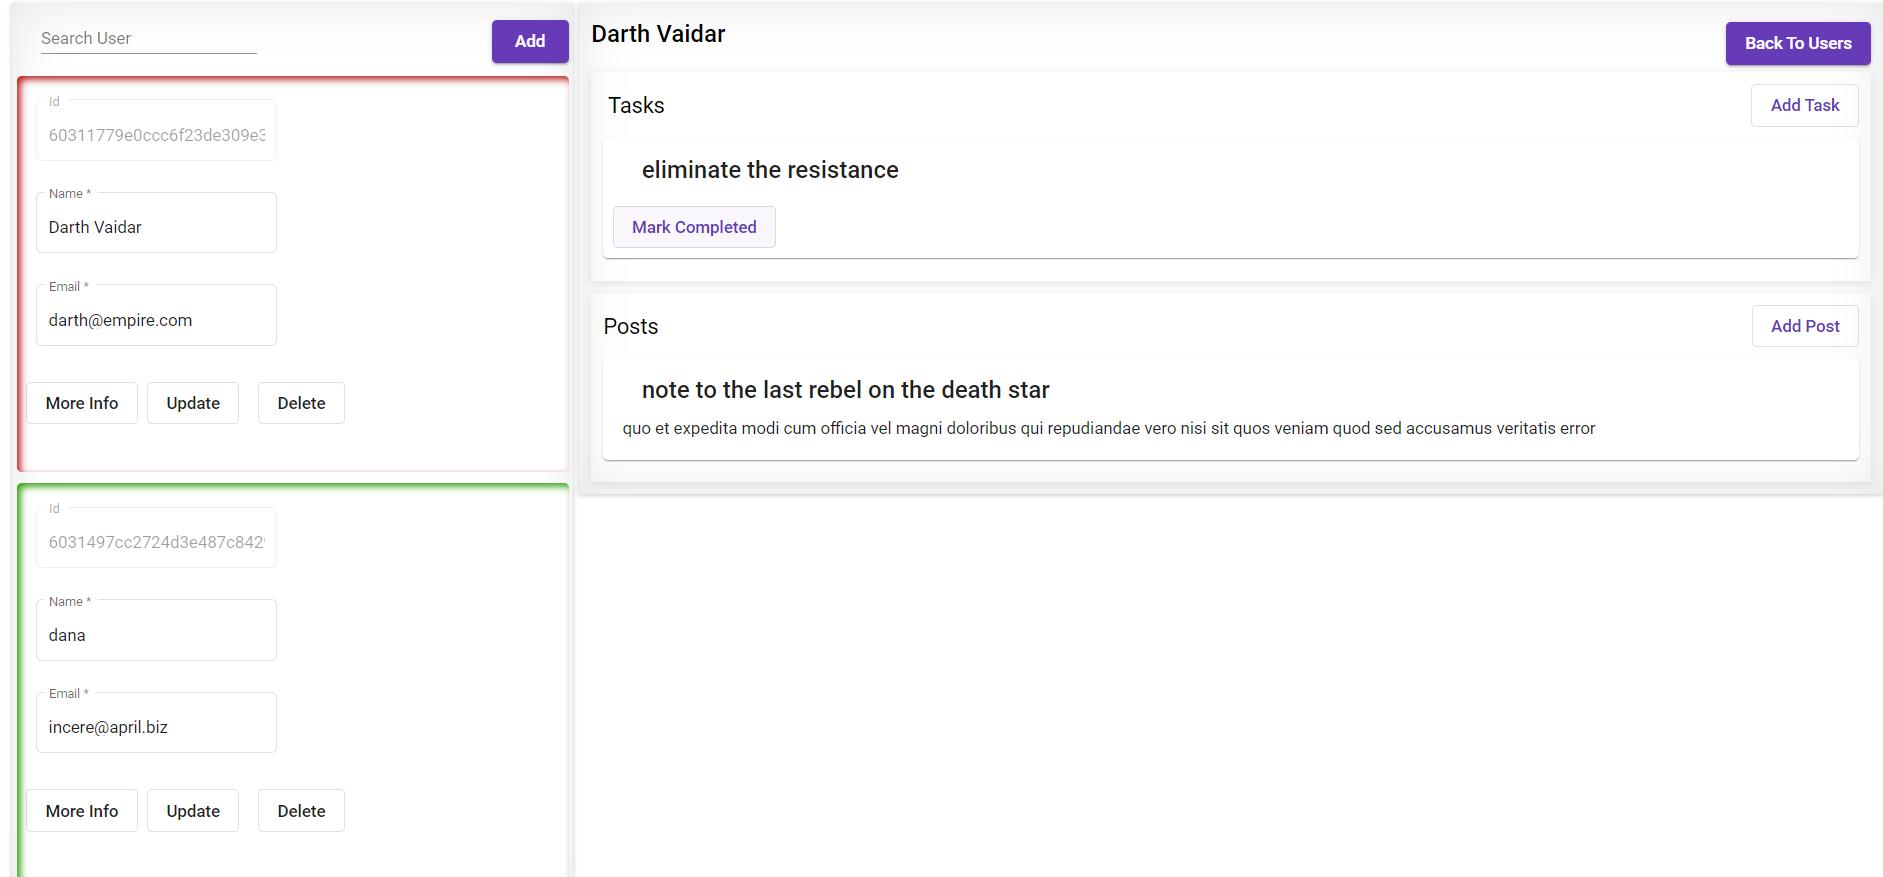 Search User
Add
Id
60311779e0ccc6f23de309e3
Name *
Darth Vaidar
Email *
darth@empire.com
More Info
Update
Delete
Id
6031497cc2724d3e487c842
Name *
dana
Email *
incere@april.biz
More Info
Update
Delete
Darth Vaidar
Back To Users
Tasks
Add Task
eliminate the resistance
Mark Completed
Posts
Add Post
note to the last rebel on the death star
quo et expedita modi cum officia vel magni doloribus qui repudiandae vero nisi sit quos veniam quod sed accusamus veritatis error